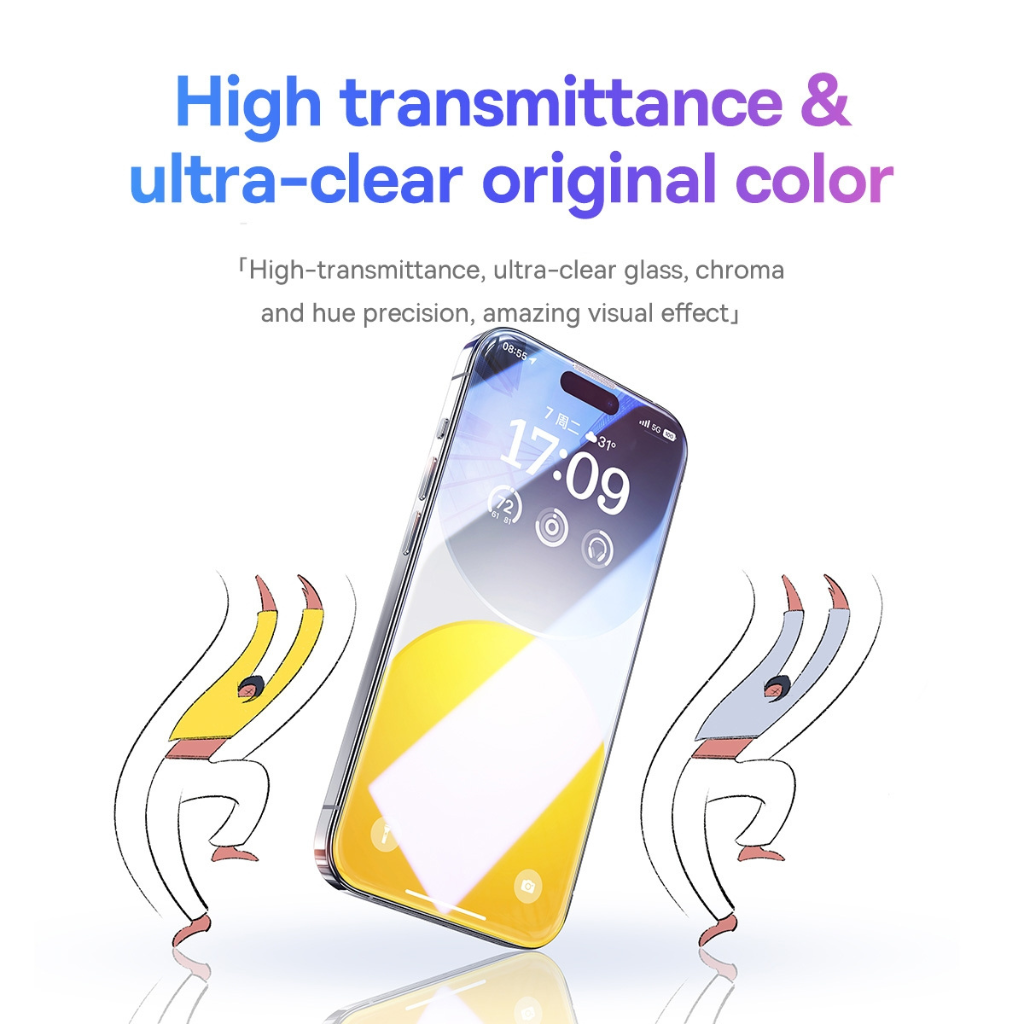 High transmittance &
ultra-clear original color
「High-transmittance, ultra-clear glass, chroma
and hue precision, amazing visual effect」
08:55
5G 100
7 周二 31°
17:09
72
61 81